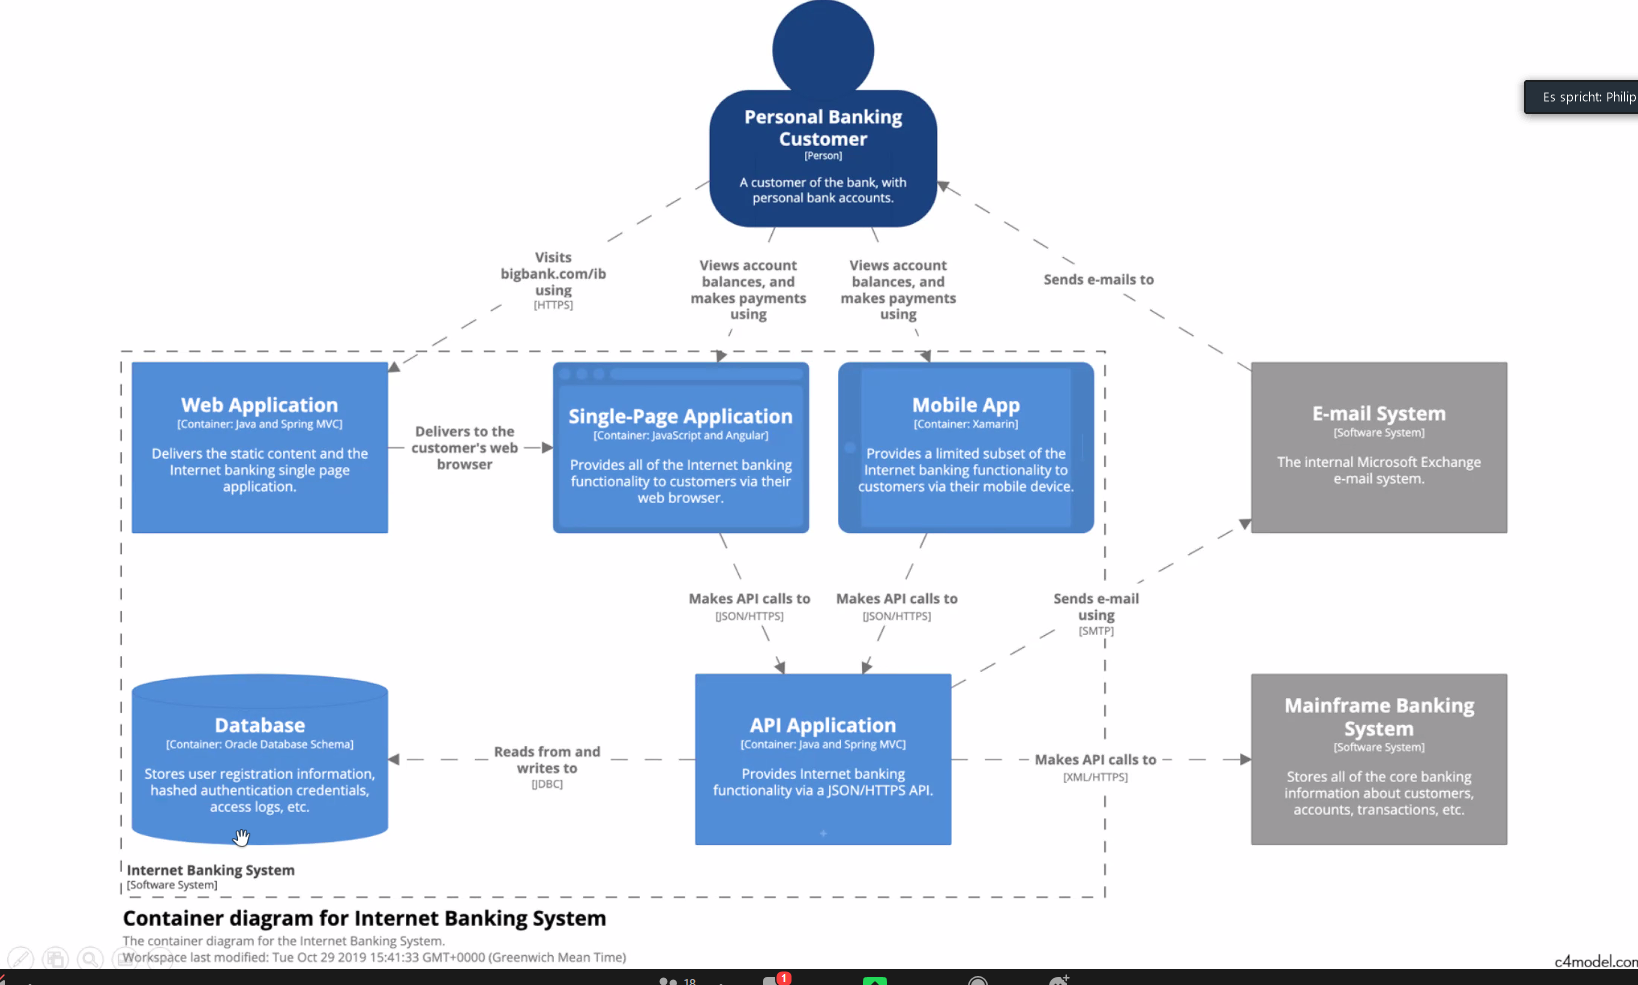 Personal Banking
Customer
[Person]
A customer of the bank, with
personal bank accounts.
Es spricht: Philip
Visits
bigbank.com/ib
using
[HTTPS]
Views account
balances, and
makes payments
using
Views account
balances, and
makes payments
using
Sends e-mails to
Web Application
[Container: Java and Spring MVC]
Delivers the static content and the
Internet banking single page
application.
Delivers to the
customer's web
browser
Single-Page Application
[Container: JavaScript and Angular]
Provides all of the Internet banking
functionality to customers via their
web browser.
Mobile App
[Container: Xamarin]
Provides a limited subset of the
Internet banking functionality to
customers via their mobile device.
E-mail System
[Software System]
The internal Microsoft Exchange
e-mail system.
Makes API calls to
[JSON/HTTPS]
Makes API calls to
[JSON/HTTPS]
Sends e-mail
using
[SMTP]
Database
[Container: Oracle Database Schema]
Stores user registration information,
hashed authentication credentials,
access logs, etc.
Reads from and
writes to
[JDBC]
API Application
[Container: Java and Spring MVC]
Provides Internet banking
functionality via a JSON/HTTPS API.
Makes API calls to
[XML/HTTPS]
Mainframe Banking
System
[Software System]
Stores all of the core banking
information about customers,
accounts, transactions, etc.
Internet Banking System
[Software System]
Container diagram for Internet Banking System
The container diagram for the Internet Banking System.
Workspace last modified: Tue Oct 29 2019 15:41:33 GMT+0000 (Greenwich Mean Time)
c4model.com
18
1